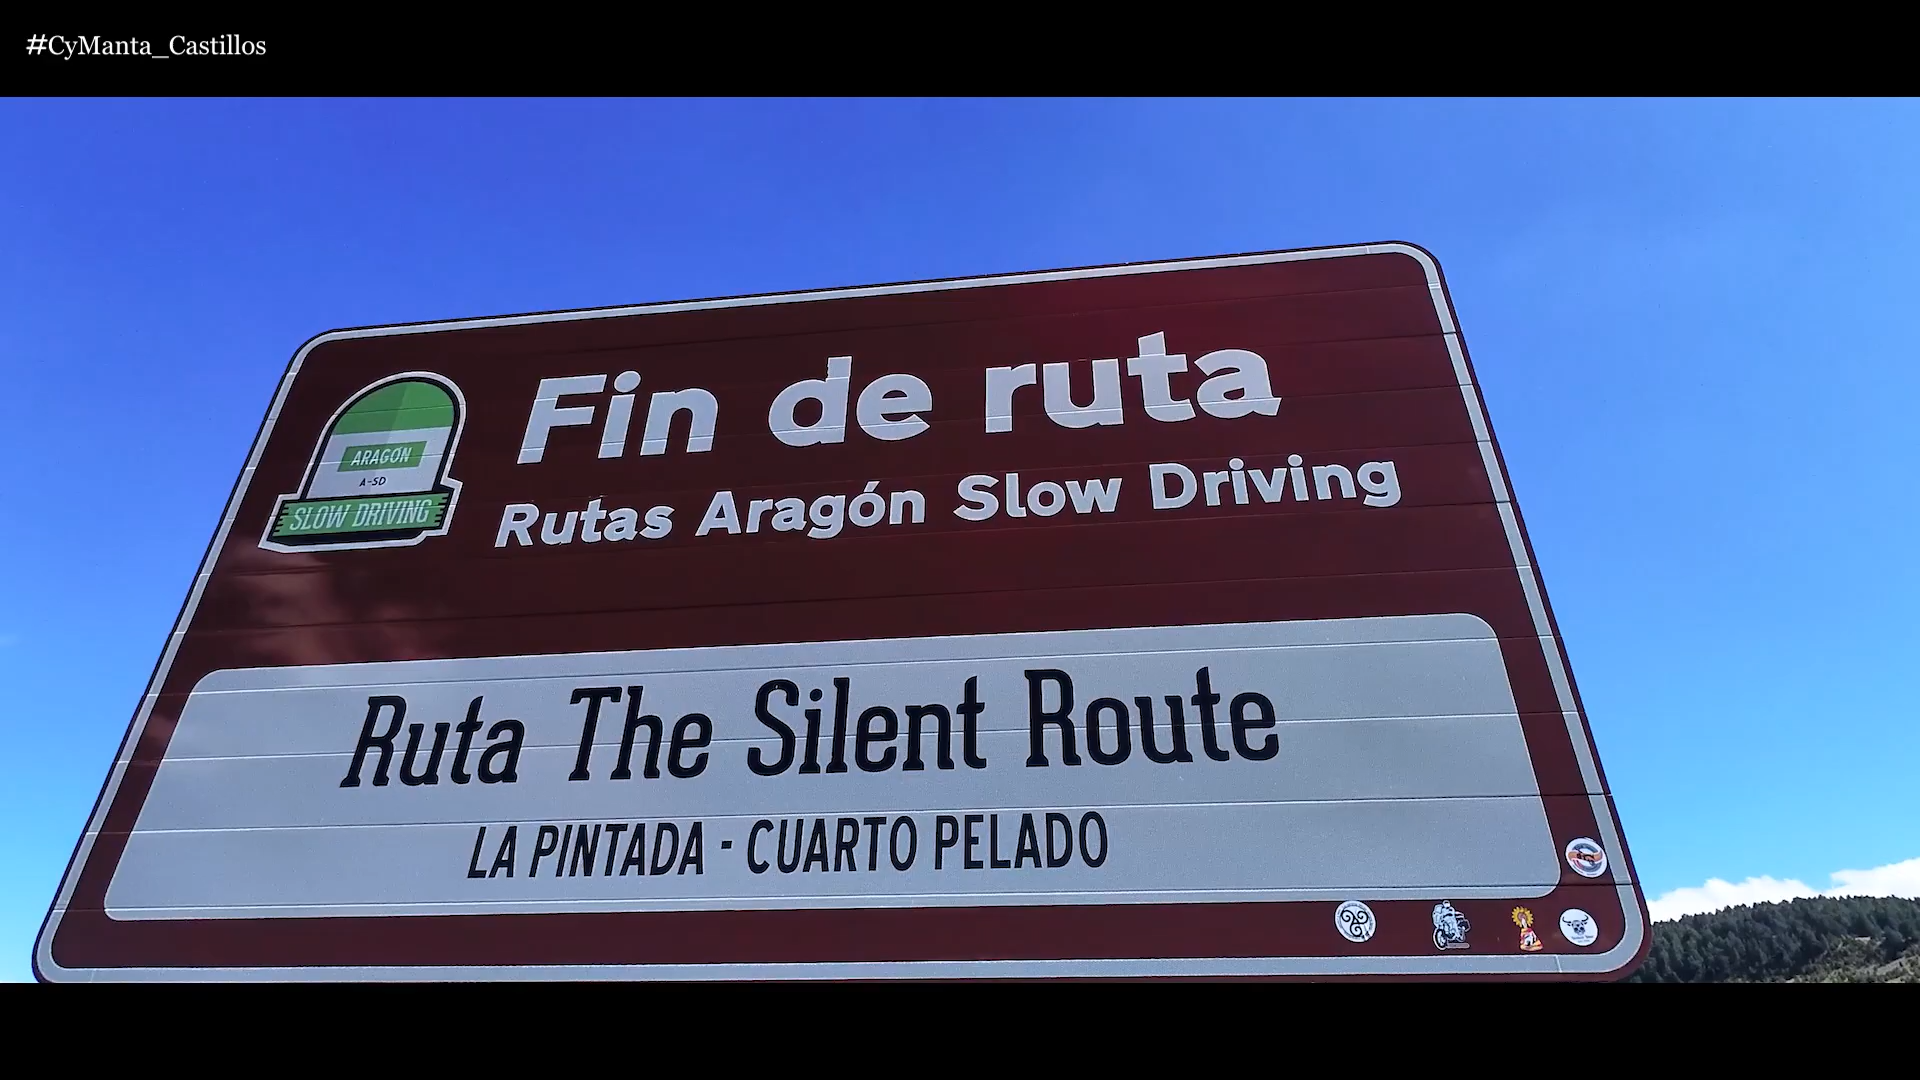 #CyManta_Castillos
Fin de ruta
Rutas Aragón Slow Driving
ARAGÓN
A-SD
SLOW DRIVING
Ruta The Silent Route
LA PINTADA - CUARTO PELADO